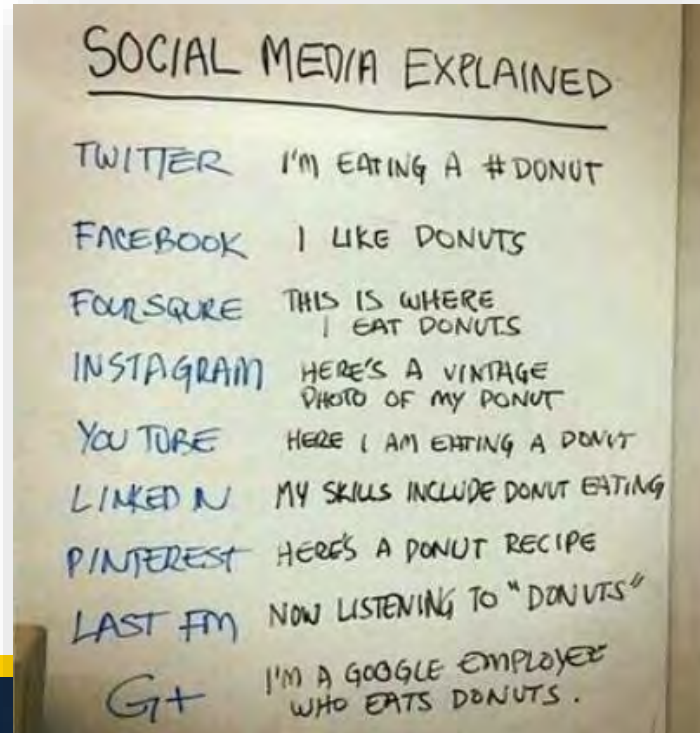 SOCIAL MEDIA EXPLAINED
TWITTER I'M EATING A #DONUT
FACEBOOK I LIKE DONUTS
FOURSQURE THIS IS WHERE
I EAT DONUTS
INSTAGRAM HERE'S A VINTAGE
PHOTO OF MY DONUT
YOU TUBE HERE I AM EATING A DONUT
LINKED IN MY SKILLS INCLUDE DONUT EATING
PINTEREST HERE'S A DONUT RECIPE
LAST FM NOW LISTENING TO "DONUTS"
G+ I'M A GOOGLE EMPLOYEE
WHO EATS DONUTS.